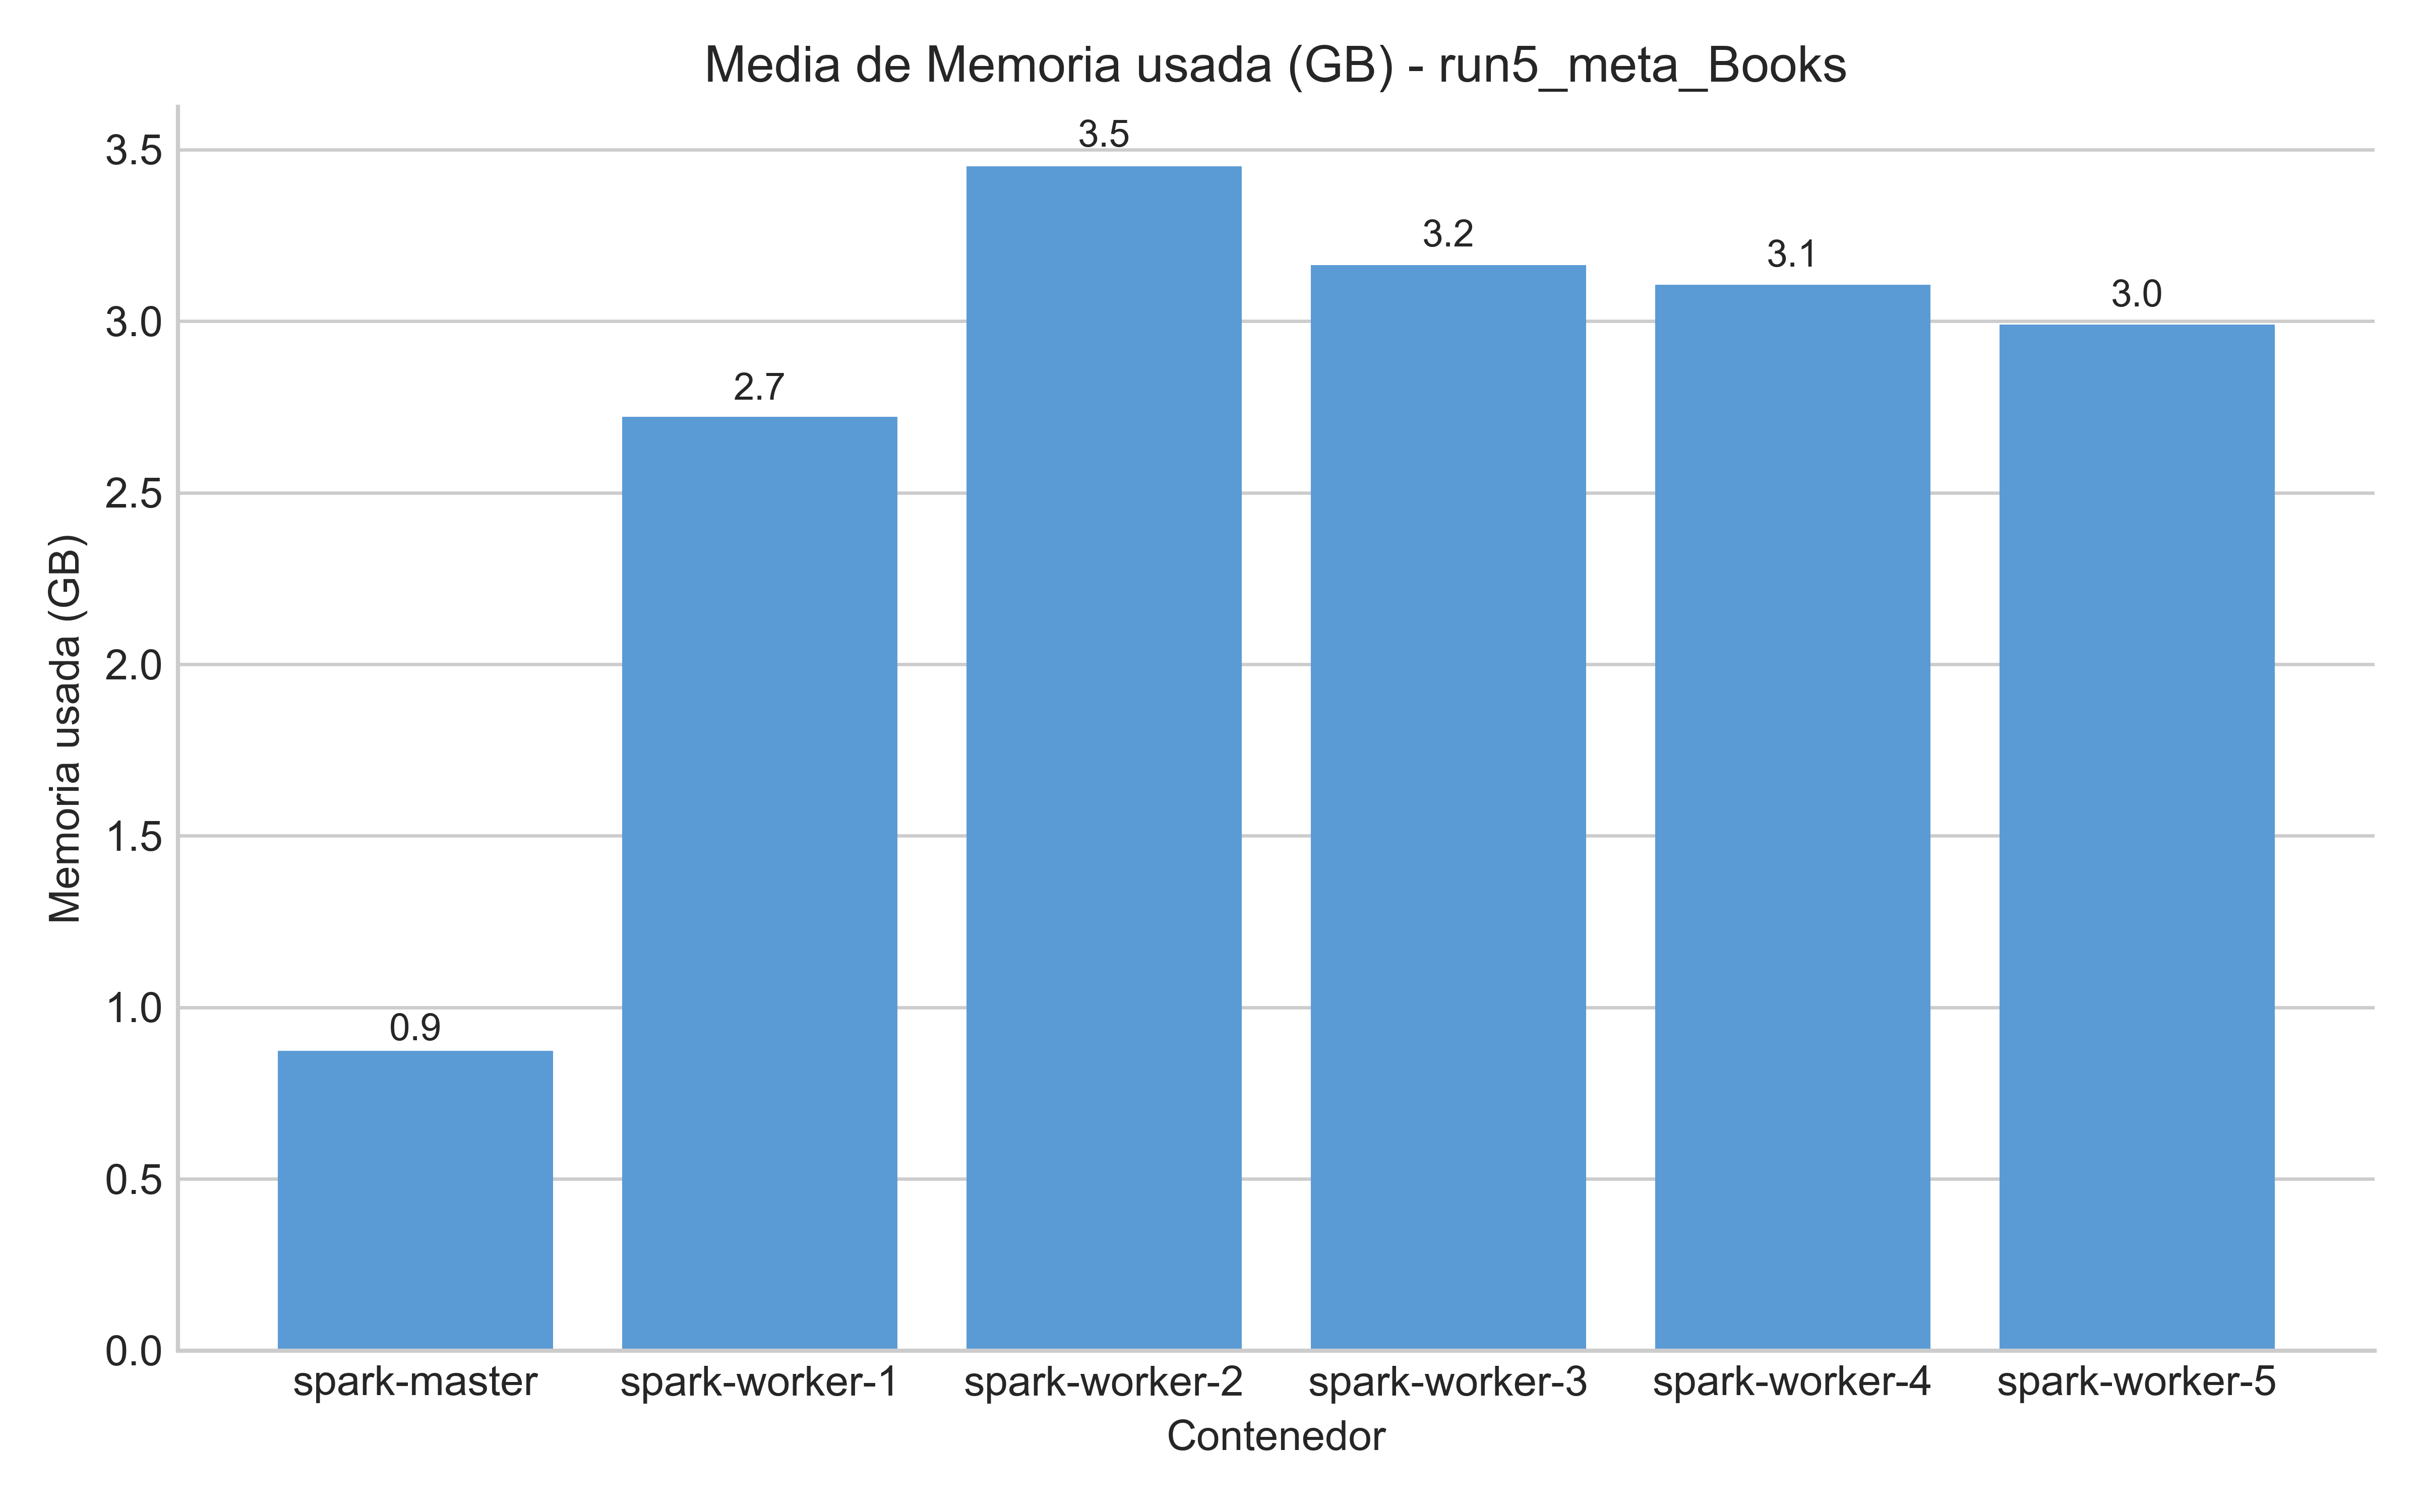 Media de Memoria usada (GB) - run5_meta_Books
Memoria usada (GB)
3.5
3.0
2.5
2.0
1.5
1.0
0.5
0.0
0.9
2.7
3.5
3.2
3.1
3.0
spark-master
spark-worker-1
spark-worker-2
spark-worker-3
spark-worker-4
spark-worker-5
Contenedor